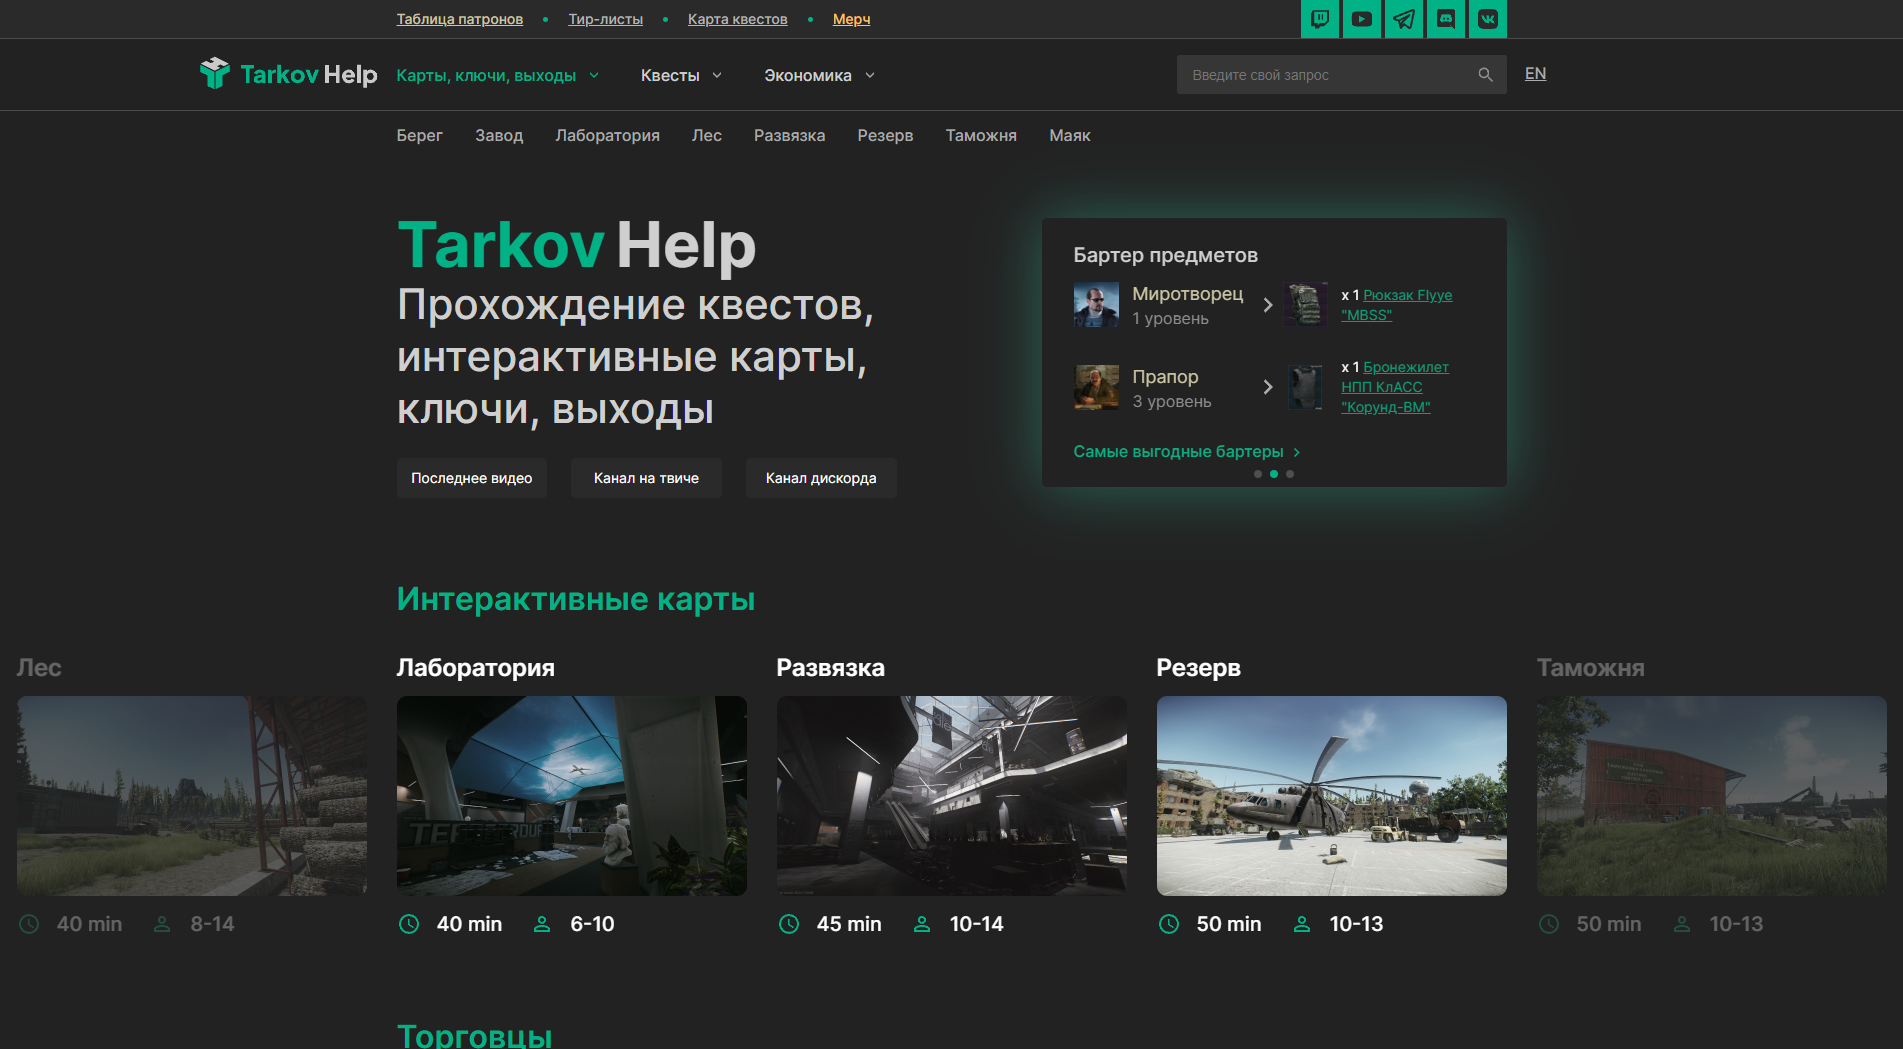 Таблица патронов • Тир-листы • Карта квестов • Мерч
Tarkov Help
Карты, ключи, выходы
Квесты
Экономика
Введите свой запрос
EN
Берег Завод Лаборатория Лес Развязка Резерв Таможня Маяк
Tarkov Help
Прохождение квестов,
интерактивные карты,
ключи, выходы
Последнее видео
Канал на твиче
Канал дискорда
Бартер предметов
Миротворец
1 уровень
x 1 Рюкзак Flyye
"MBSS"
Прапор
3 уровень
x 1 Бронежилет
НПП КлАСС
"Корунд-ВМ"
Самые выгодные бартеры
Интерактивные карты
Лес
40 min 8-14
Лаборатория
40 min 6-10
Развязка
45 min 10-14
Резерв
50 min 10-13
Таможня
50 min 10-13
Торговцы